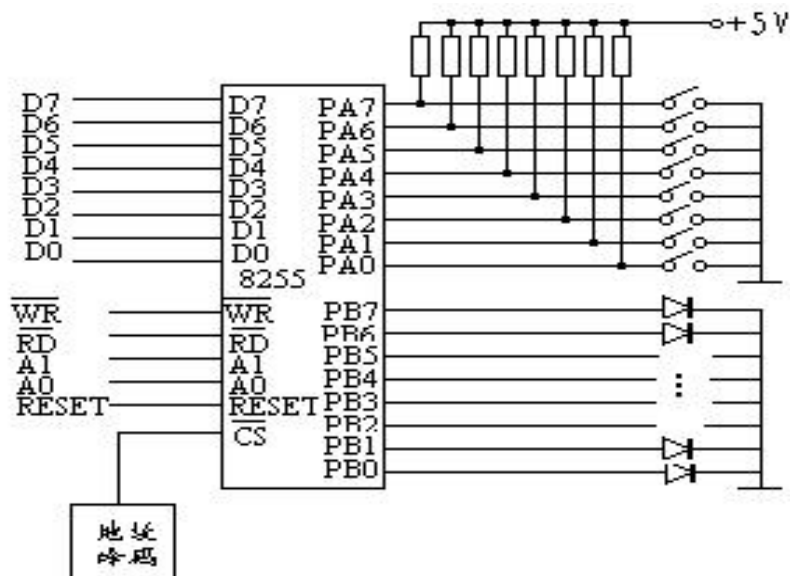 +5V
D7
D6
D5
D4
D3
D2
D1
D0
D7
D6
D5
D4
D3
D2
D1
D0
8255
PA7
PA6
PA5
PA4
PA3
PA2
PA1
PA0
WR
RD
A1
A0
RESET
WR
RD
A1
A0
RESET
CS
PB7
PB6
PB5
PB4
PB3
PB2
PB1
PB0
地址